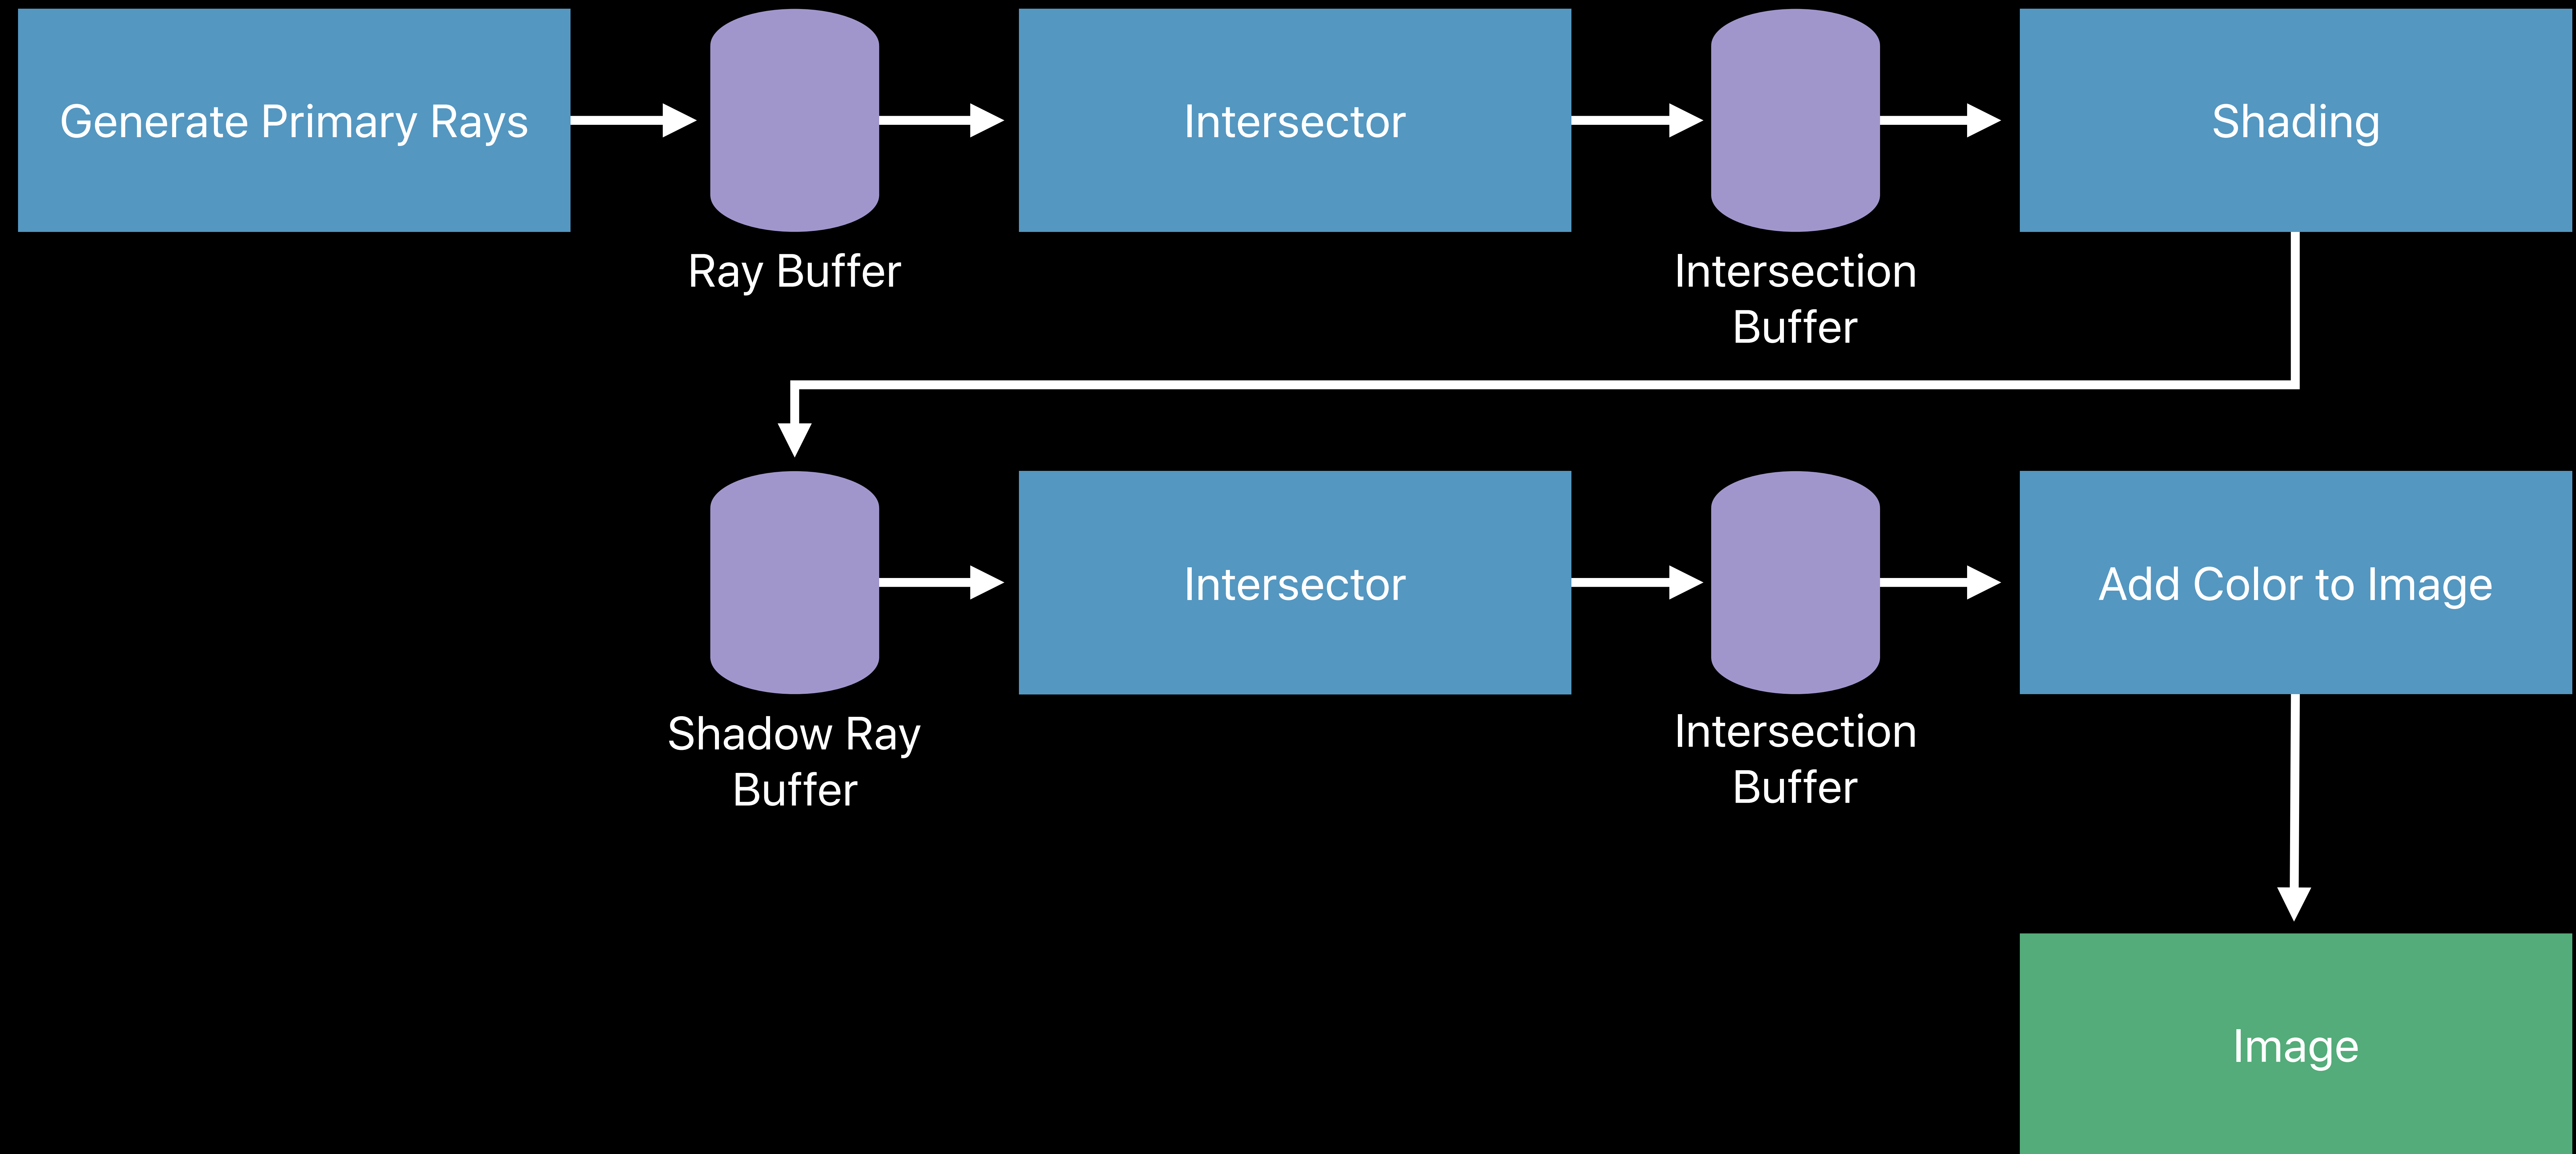 Generate Primary Rays
Intersector
Shading
Ray Buffer
Intersection
Buffer
Intersector
Add Color to Image
Shadow Ray
Buffer
Intersection
Buffer
Image